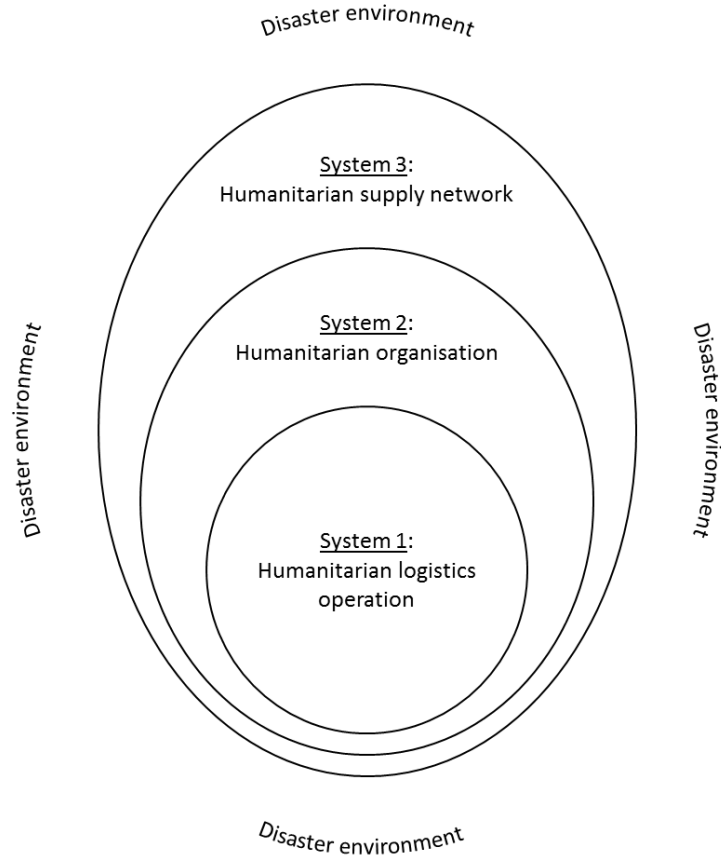 Disaster environment
System 3:
Humanitarian supply network
System 2:
Humanitarian organisation
Disaster environment
Disaster environment
System 1:
Humanitarian logistics
operation
Disaster environment